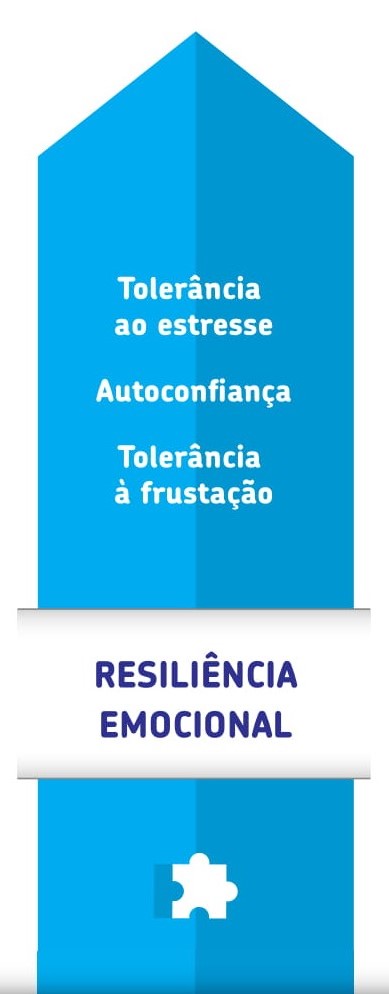 Tolerância
ao estresse
Autoconfiança
Tolerância
à frustação
RESILIÊNCIA
EMOCIONAL